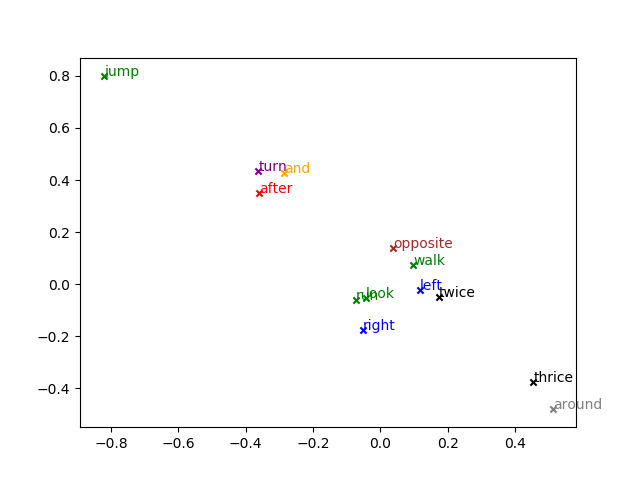 0.8
0.6
0.4
0.2
0.0
−0.2
−0.4
−0.8
−0.6
−0.4
−0.2
0.0
0.2
0.4
jump
turn
and
after
opposite
walk
run
look
left
twice
right
thrice
around